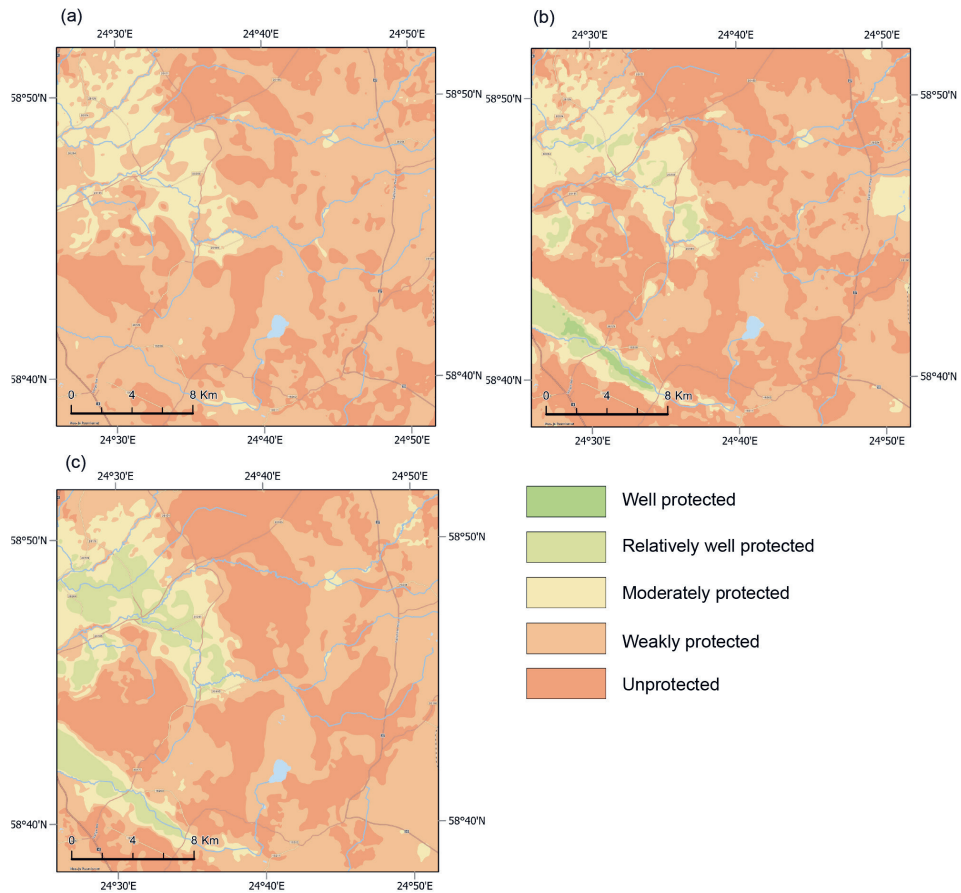 (a)
(b)
24°30'E 24°40'E 24°50'E
24°30'E 24°40'E 24°50'E
58°50'N 58°50'N 58°50'N 58°50'N
58°40'N 58°40'N 58°40'N 58°40'N
0 4 8 Km
0 4 8 Km
24°30'E 24°40'E 24°50'E
24°30'E 24°40'E 24°50'E
(c)
24°30'E 24°40'E 24°50'E
58°50'N 58°50'N
58°40'N 58°40'N
0 4 8 Km
24°30'E 24°40'E 24°50'E
Well protected
Relatively well protected
Moderately protected
Weakly protected
Unprotected